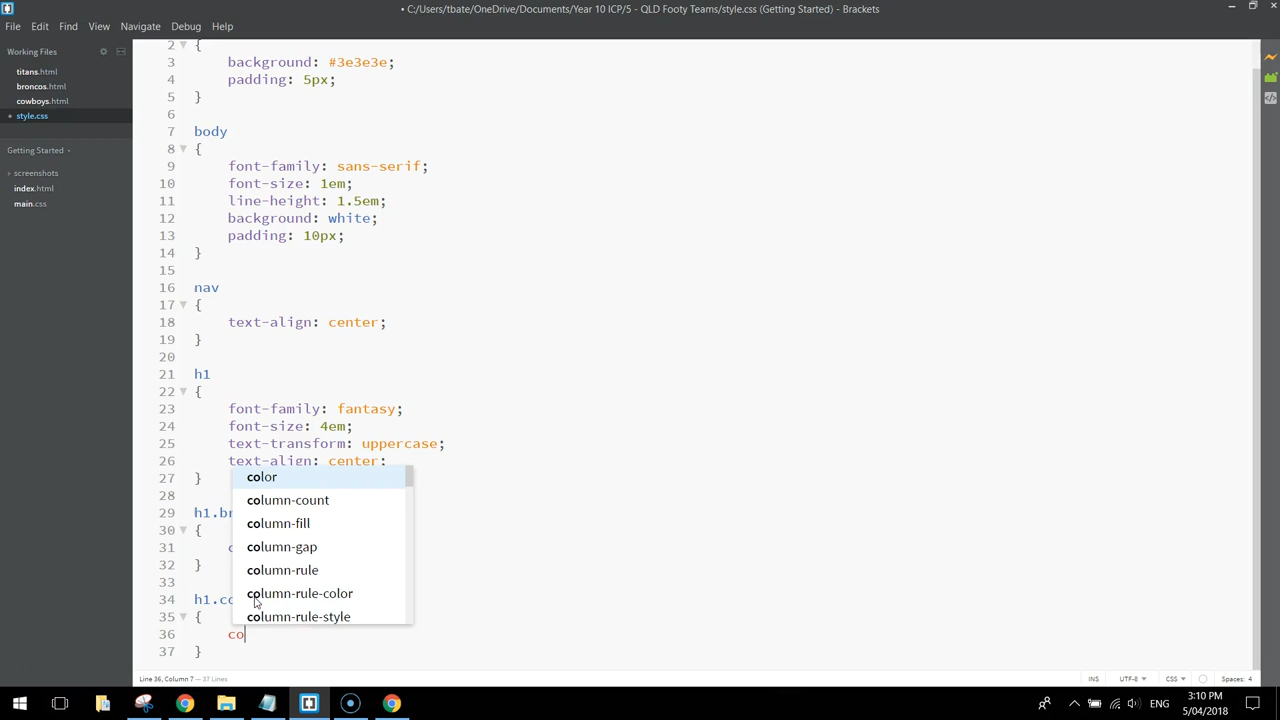 • C:/Users/tbate/OneDrive/Documents/Year 10 ICP/5 - QLD Footy Teams/style.css (Getting Started) - Brackets
File Edit Find View Navigate Debug Help
Working Files
titans.html
broncos.html
cowboys.html
• style.css
Getting Started
screenshots
index.html
main.css
2 {
3 background: #3e3e3e;
4 padding: 5px;
5 }
6
7 body
8 {
9 font-family: sans-serif;
10 font-size: 1em;
11 line-height: 1.5em;
12 background: white;
13 padding: 10px;
14 }
15
16 nav
17 {
18 text-align: center;
19 }
20
21 h1
22 {
23 font-family: fantasy;
24 font-size: 4em;
25 text-transform: uppercase;
26 text-align: center;
27 }
28
29 h1.br
30 {
31 c
32 }
33
34 h1.co
35 {
36 co
37 }
color
column-count
column-fill
column-gap
column-rule
column-rule-color
column-rule-style
Line 36, Column 7 — 37 Lines
INS UTF-8 CSS Spaces: 4
ENG
3:10 PM
5/04/2018